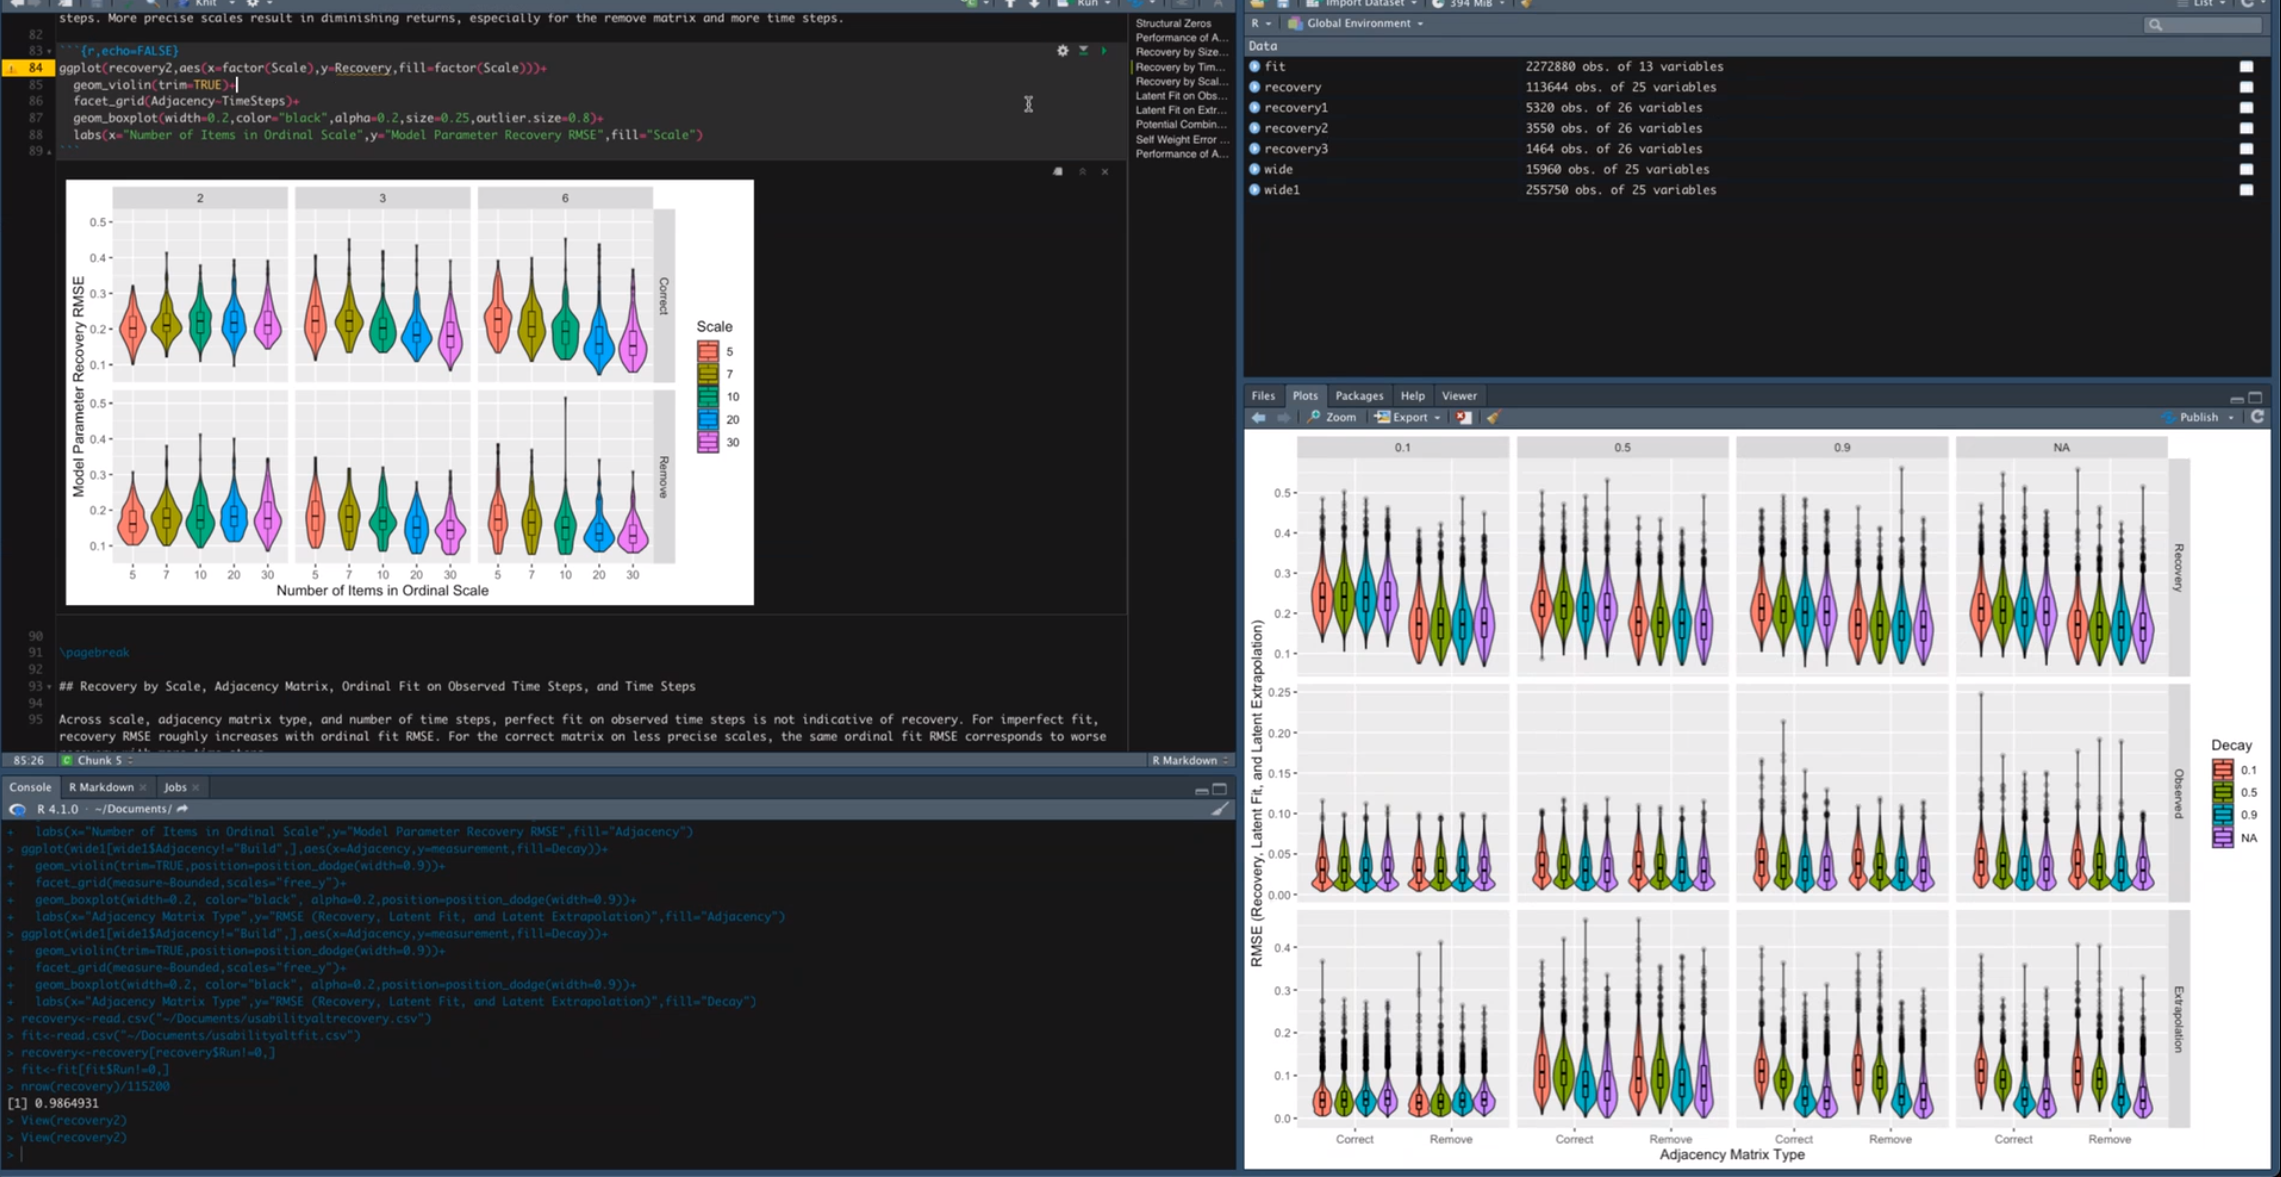 Knit
Run
steps. More precise scales result in diminishing returns, especially for the remove matrix and more time steps.
82
83 ```{r,echo=FALSE}
84 ggplot(recovery2,aes(x=factor(Scale),y=Recovery,fill=factor(Scale)))+
85 geom_violin(trim=TRUE)+
86 facet_grid(Adjacency~TimeSteps)+
87 geom_boxplot(width=0.2,color="black",alpha=0.2,size=0.25,outlier.size=0.8)+
88 labs(x="Number of Items in Ordinal Scale",y="Model Parameter Recovery RMSE",fill="Scale")
89 ```
Structural Zeros
Performance of A...
Recovery by Size...
Recovery by Tim...
Recovery by Scal...
Latent Fit on Obs...
Latent Fit on Extr...
Potential Combin...
Self Weight Error ...
Performance of A...
2 3 6
0.5
0.4
0.3
0.2
0.1
Correct
0.5
0.4
0.3
0.2
0.1
Remove
Model Parameter Recovery RMSE
5 7 10 20 30 5 7 10 20 30 5 7 10 20 30
Number of Items in Ordinal Scale
Scale
5
7
10
20
30
90
91 \pagebreak
92
93 ## Recovery by Scale, Adjacency Matrix, Ordinal Fit on Observed Time Steps, and Time Steps
94
95 Across scale, adjacency matrix type, and number of time steps, perfect fit on observed time steps is not indicative of recovery. For imperfect fit,
recovery RMSE roughly increases with ordinal fit RMSE. For the correct matrix on less precise scales, the same ordinal fit RMSE corresponds to worse
85:26 Chunk 5 R Markdown
Console R Markdown Jobs
R 4.1.0 · ~/Documents/
+ labs(x="Number of Items in Ordinal Scale",y="Model Parameter Recovery RMSE",fill="Adjacency")
> ggplot(wide1[wide1$Adjacency!="Build",],aes(x=Adjacency,y=measurement,fill=Decay))+
+ geom_violin(trim=TRUE,position=position_dodge(width=0.9))+
+ facet_grid(measure~Bounded,scales="free_y")+
+ geom_boxplot(width=0.2, color="black", alpha=0.2,position=position_dodge(width=0.9))+
+ labs(x="Adjacency Matrix Type",y="RMSE (Recovery, Latent Fit, and Latent Extrapolation)",fill="Adjacency")
> ggplot(wide1[wide1$Adjacency!="Build",],aes(x=Adjacency,y=measurement,fill=Decay))+
+ geom_violin(trim=TRUE,position=position_dodge(width=0.9))+
+ facet_grid(measure~Bounded,scales="free_y")+
+ geom_boxplot(width=0.2, color="black", alpha=0.2,position=position_dodge(width=0.9))+
+ labs(x="Adjacency Matrix Type",y="RMSE (Recovery, Latent Fit, and Latent Extrapolation)",fill="Decay")
> recovery<-read.csv("~/Documents/usabilityaltrecovery.csv")
> fit<-read.csv("~/Documents/usabilityaltfit.csv")
> recovery<-recovery[recovery$Run!=0,]
> fit<-fit[fit$Run!=0,]
> nrow(recovery)/115200
[1] 0.9864931
> View(recovery2)
> View(recovery2)
>
Import Dataset 394 MiB List
R Global Environment
Data
fit 2272880 obs. of 13 variables
recovery 113644 obs. of 25 variables
recovery1 5320 obs. of 26 variables
recovery2 3550 obs. of 26 variables
recovery3 1464 obs. of 26 variables
wide 15960 obs. of 25 variables
wide1 255750 obs. of 25 variables
Files Plots Packages Help Viewer
Zoom Export Publish
0.1 0.5 0.9 NA
0.5
0.4
0.3
0.2
0.1
Recovery
0.25
0.20
0.15
0.10
0.05
0.00
Observed
0.4
0.3
0.2
0.1
0.0
Extrapolation
RMSE (Recovery, Latent Fit, and Latent Extrapolation)
Correct Remove Correct Remove Correct Remove Correct Remove
Adjacency Matrix Type
Decay
0.1
0.5
0.9
NA